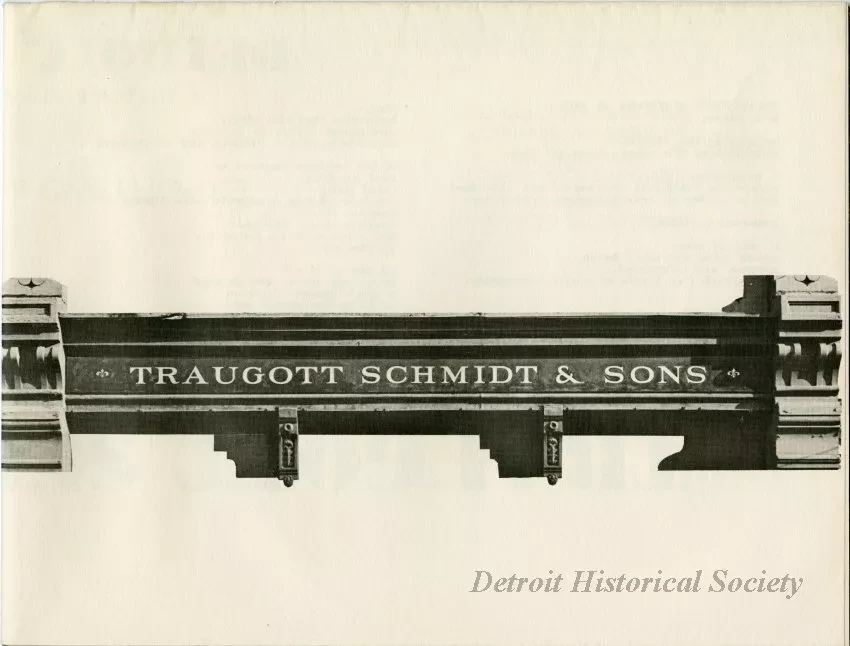 TRAUGOTT SCHMIDT & SONS
Detroit Historical Society